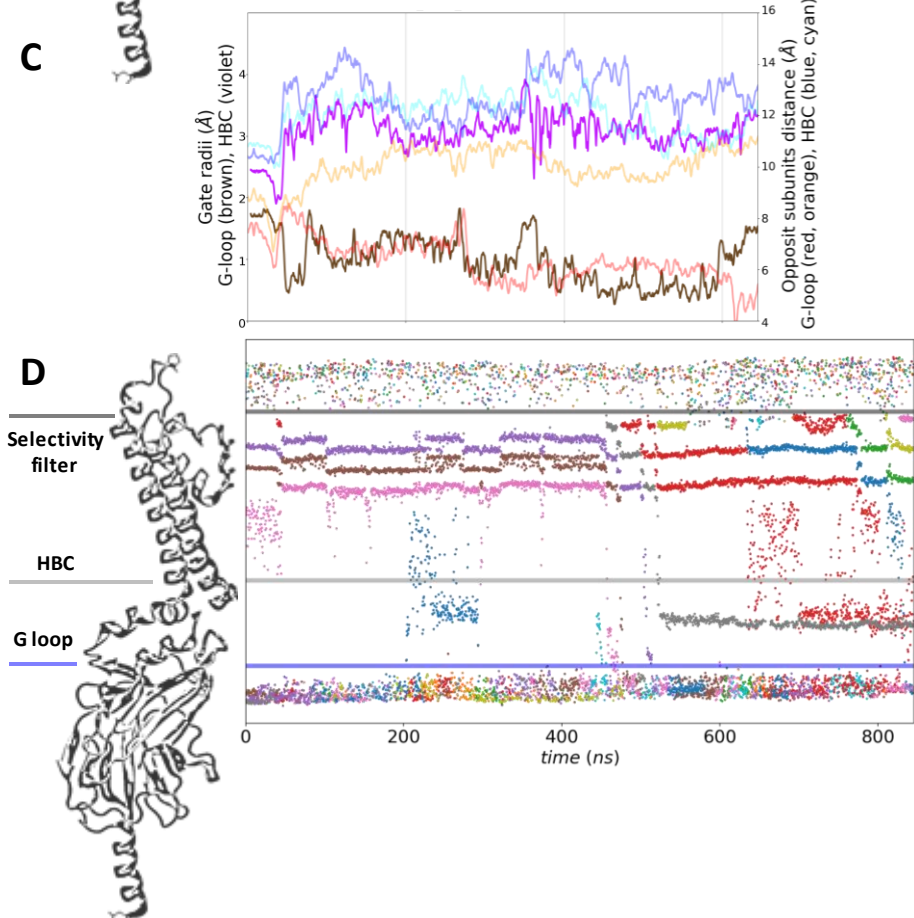 C
Gate radii (Å)
G-loop (brown), HBC (violet)
4
3
2
1
0
16
14
12
10
8
6
4
Opposit subunits distance (Å)
G-loop (red, orange), HBC (blue, cyan)
D
Selectivity
filter
HBC
G loop
0 200 400 600 800
time (ns)